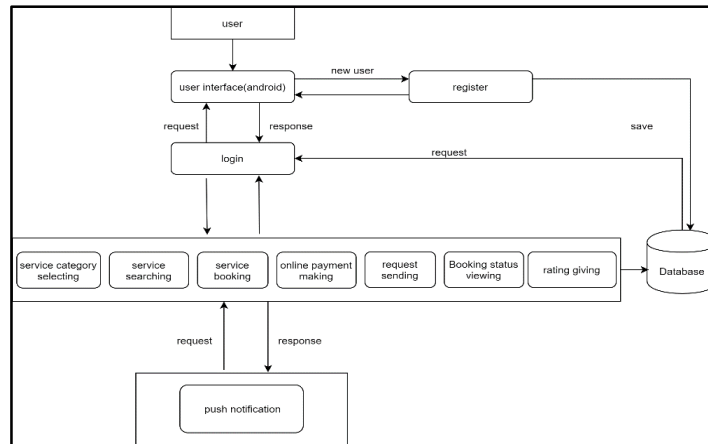 user
user interface(android)
new user
register
request
response
save
login
request
service category
selecting
service
searching
service
booking
online payment
making
request
sending
Booking status
viewing
rating giving
Database
request
response
push notification